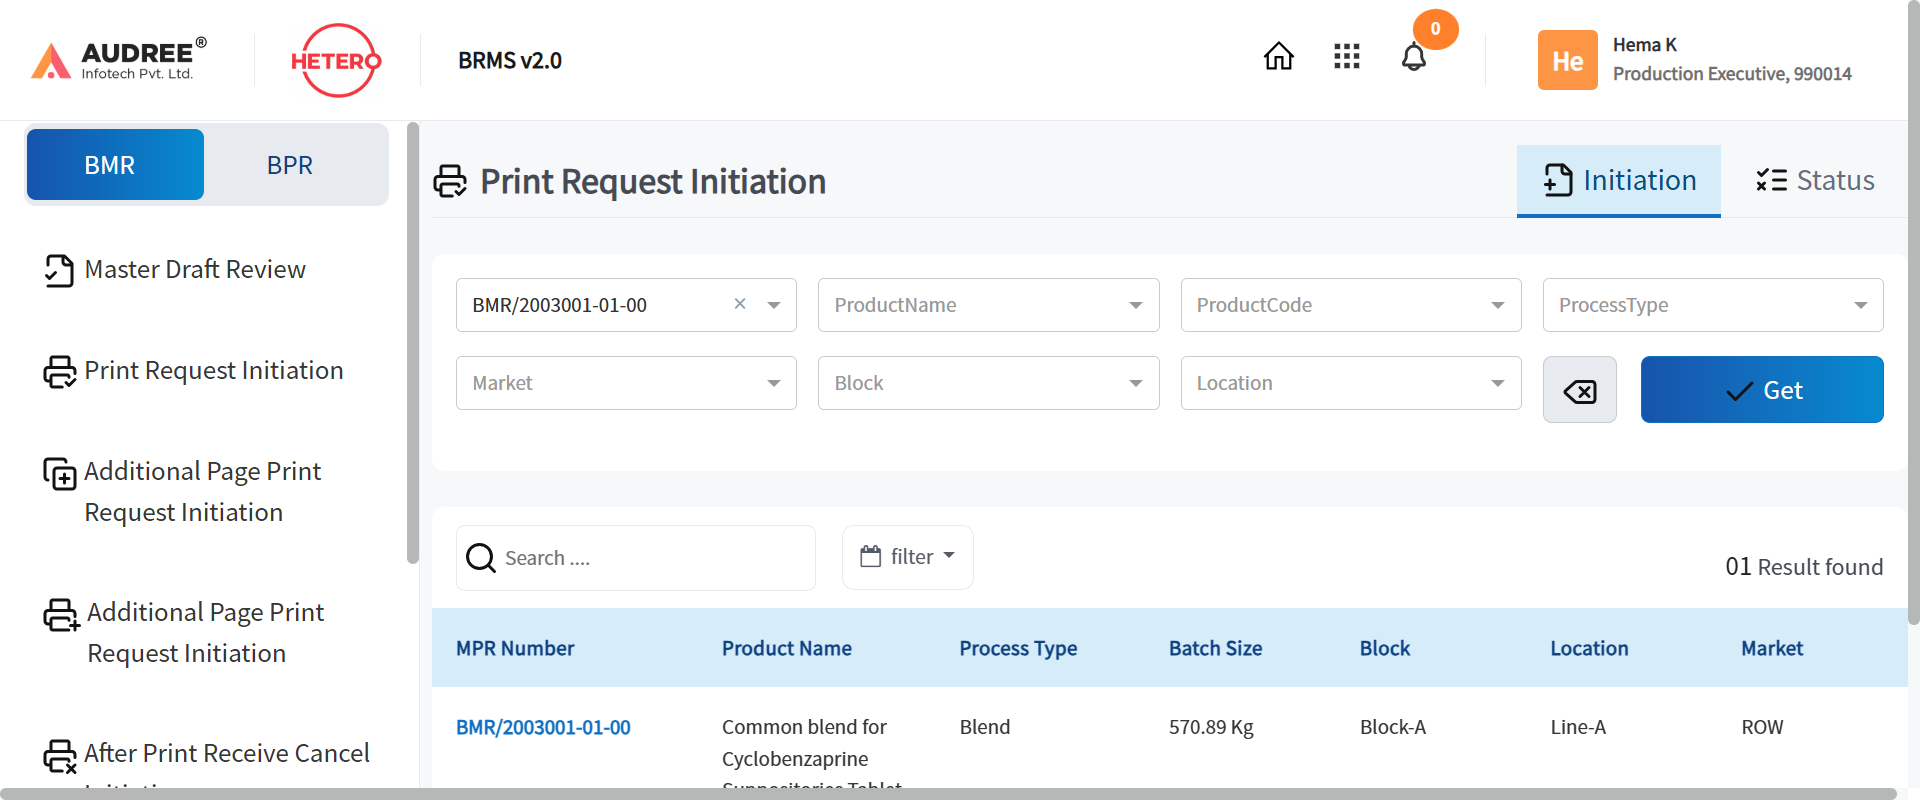 AUDREE®
Infotech Pvt. Ltd.
HETERO
BRMS v2.0
0
He
Hema K
Production Executive, 990014
BMR
BPR
Master Draft Review
Print Request Initiation
Additional Page Print
Request Initiation
Additional Page Print
Request Initiation
After Print Receive Cancel
Print Request Initiation
Initiation
Status
BMR/2003001-01-00
ProductName
ProductCode
ProcessType
Market
Block
Location
Get
Search ....
filter
01 Result found
MPR Number
Product Name
Process Type
Batch Size
Block
Location
Market
BMR/2003001-01-00
Common blend for
Cyclobenzaprine
Blend
570.89 Kg
Block-A
Line-A
ROW